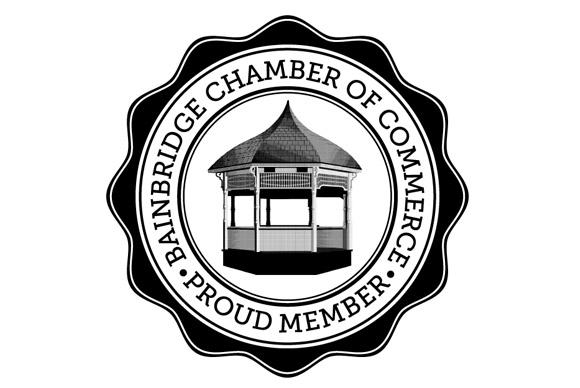 BAINBRIDGE CHAMBER OF COMMERCE
• PROUD MEMBER •